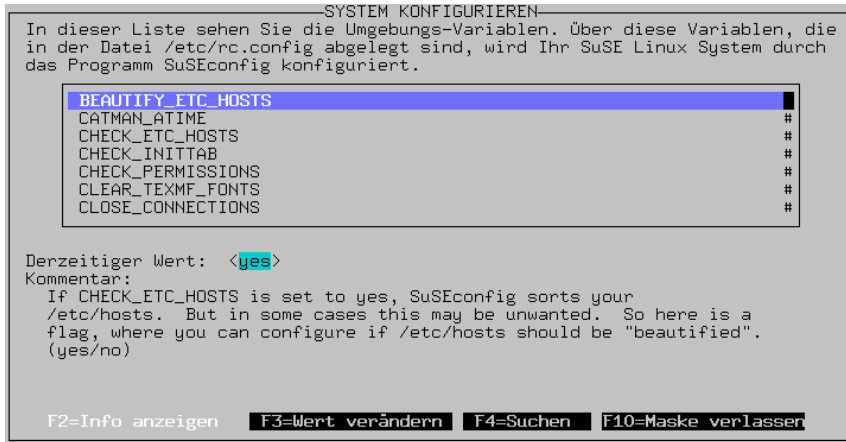 SYSTEM KONFIGURIEREN
In dieser Liste sehen Sie die Umgebungs-Variablen. Über diese Variablen, die
in der Datei /etc/rc.config abgelegt sind, wird Ihr SuSE Linux System durch
das Programm SuSEconfig konfiguriert.
BEAUTIFY_ETC_HOSTS
CATMAN_ATIME #
CHECK_ETC_HOSTS #
CHECK_INITTAB #
CHECK_PERMISSIONS #
CLEAR_TEXMF_FONTS #
CLOSE_CONNECTIONS #
Derzeitiger Wert: <yes>
Kommentar:
If CHECK_ETC_HOSTS is set to yes, SuSEconfig sorts your
/etc/hosts. But in some cases this may be unwanted. So here is a
flag, where you can configure if /etc/hosts should be "beautified".
(yes/no)
F2=Info anzeigen F3=Wert verändern F4=Suchen F10=Maske verlassen